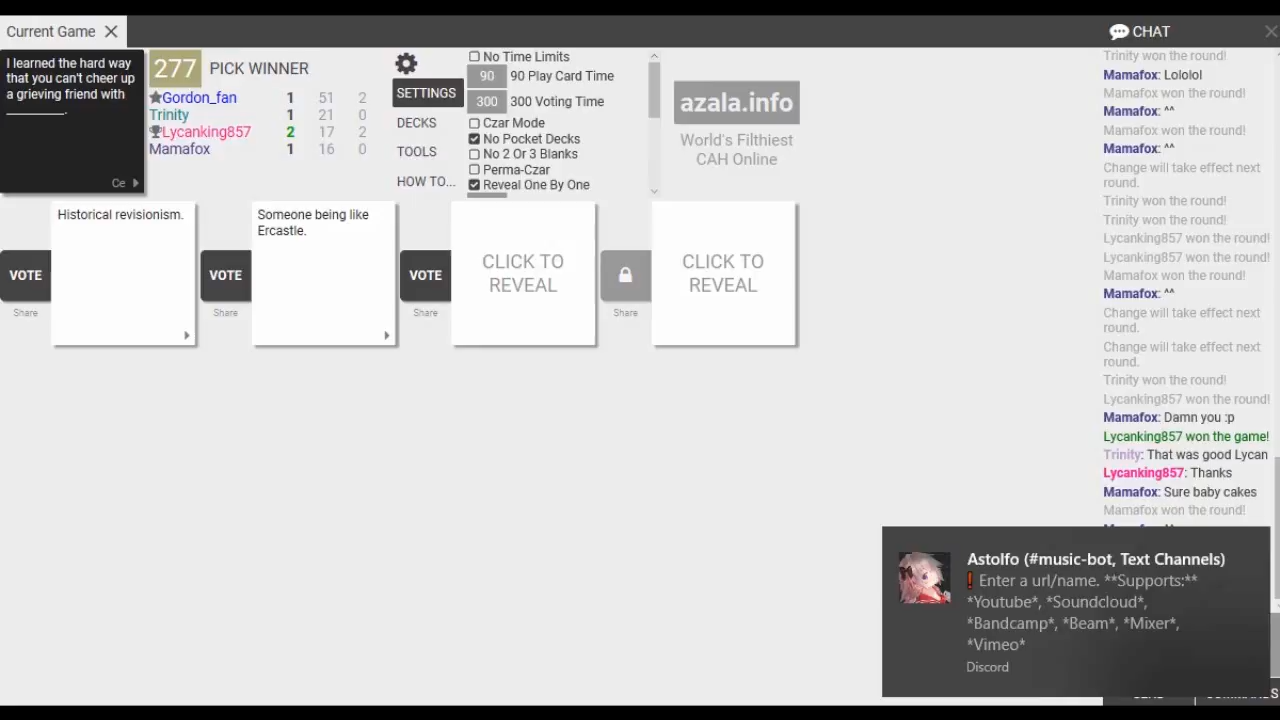 Current Game
I learned the hard way
that you can't cheer up
a grieving friend with
________.
Ce
277 PICK WINNER
Gordon_fan 1 51 2
Trinity 1 21 0
Lycanking857 2 17 2
Mamafox 1 16 0
SETTINGS
DECKS
TOOLS
HOW TO...
No Time Limits
90 90 Play Card Time
300 300 Voting Time
Czar Mode
No Pocket Decks
No 2 Or 3 Blanks
Perma-Czar
Reveal One By One
azala.info
World's Filthiest
CAH Online
VOTE
Share
Historical revisionism.
VOTE
Share
Someone being like
Ercastle.
VOTE
Share
CLICK TO
REVEAL
Share
CLICK TO
REVEAL
CHAT
Trinity won the round!
Mamafox: Lololol
Mamafox won the round!
Mamafox: ^^
Mamafox won the round!
Mamafox: ^^
Change will take effect next
round.
Trinity won the round!
Trinity won the round!
Lycanking857 won the round!
Lycanking857 won the round!
Mamafox won the round!
Mamafox: ^^
Change will take effect next
round.
Change will take effect next
round.
Trinity won the round!
Lycanking857 won the round!
Mamafox: Damn you :p
Lycanking857 won the game!
Trinity: That was good Lycan
Lycanking857: Thanks
Mamafox: Sure baby cakes
Mamafox won the round!
Astolfo (#music-bot, Text Channels)
❗ Enter a url/name. **Supports:**
*Youtube*, *Soundcloud*,
*Bandcamp*, *Beam*, *Mixer*,
*Vimeo*
Discord